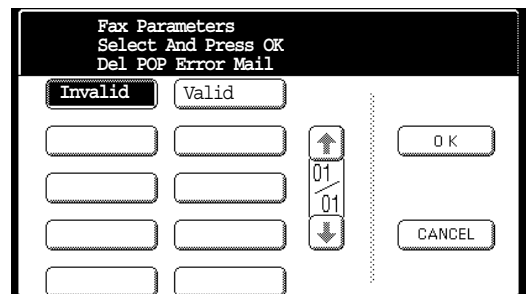 Fax Parameters
Select And Press OK
Del POP Error Mail
Invalid Valid
OK
01
01
CANCEL